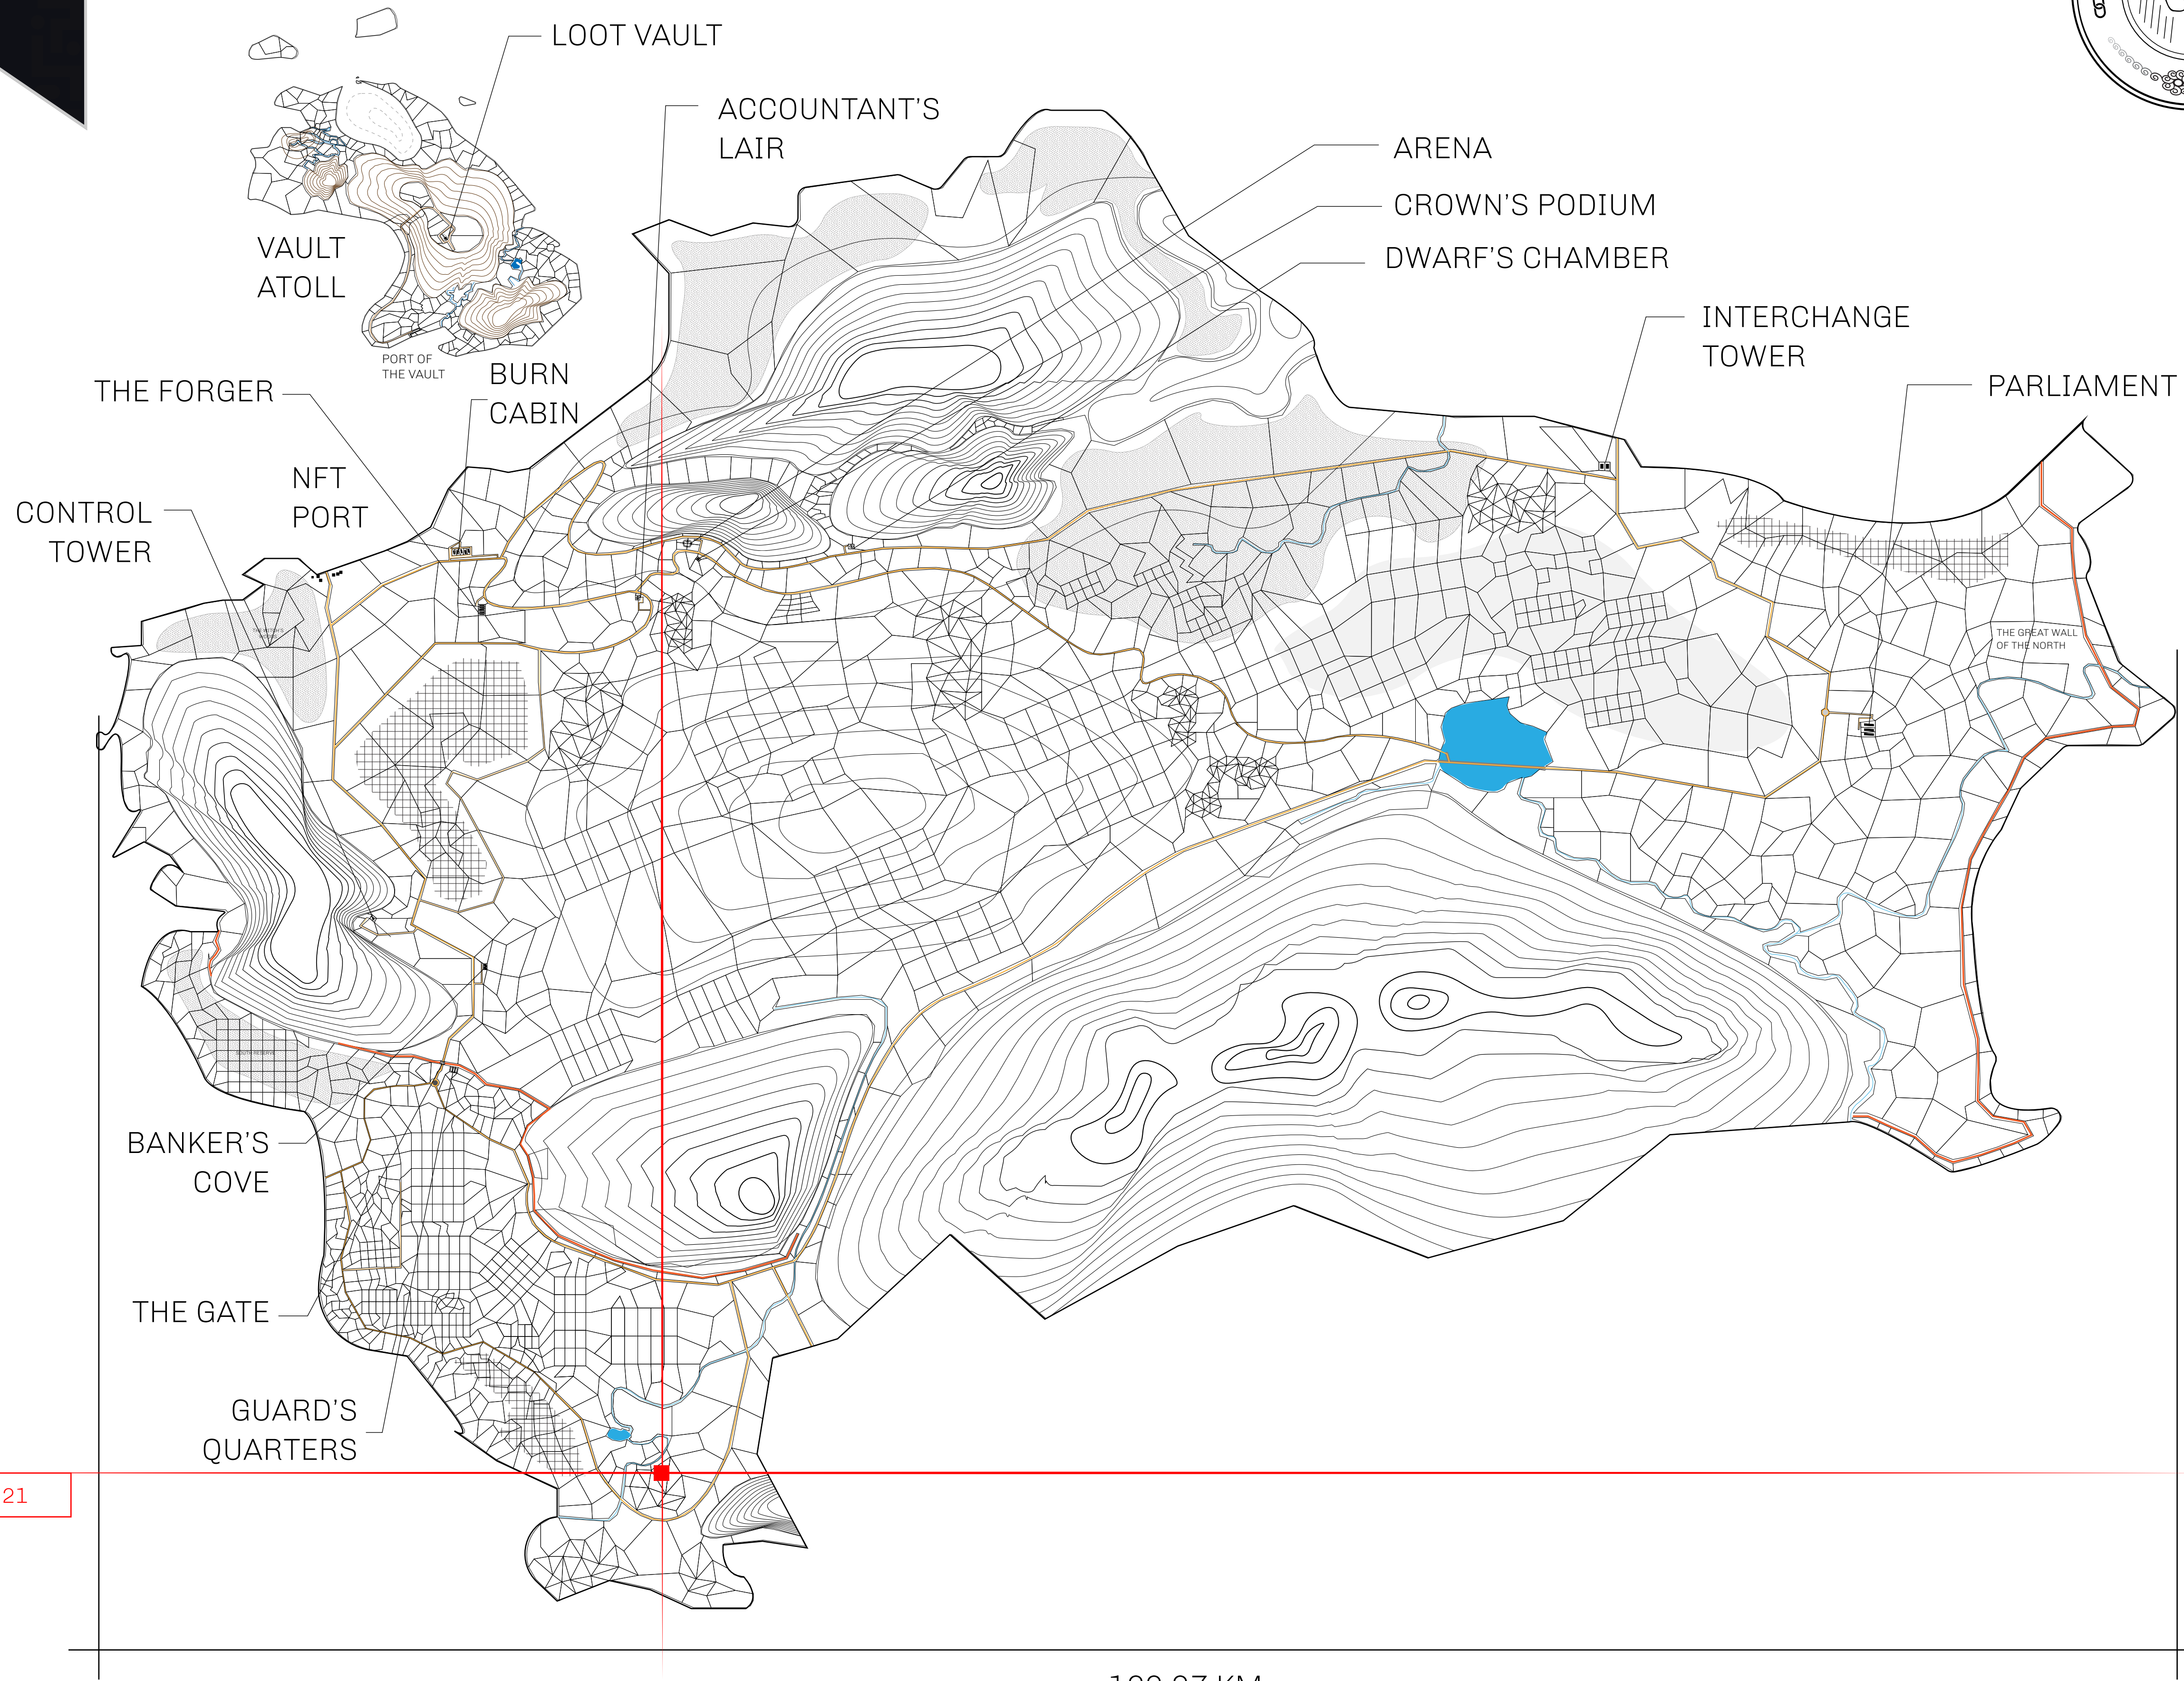 LOOT VAULT
ACCOUNTANT'S
LAIR
ARENA
CROWN'S PODIUM
DWARF'S CHAMBER
VAULT
ATOLL
INTERCHANGE
TOWER
PORT OF
THE VAULT
BURN
CABIN
THE FORGER
PARLIAMENT
NFT
PORT
CONTROL
TOWER
THE GREAT WALL
OF THE NORTH
SOUTH RESERVE
BANKER'S
COVE
THE GATE
GUARD'S
QUARTERS
21